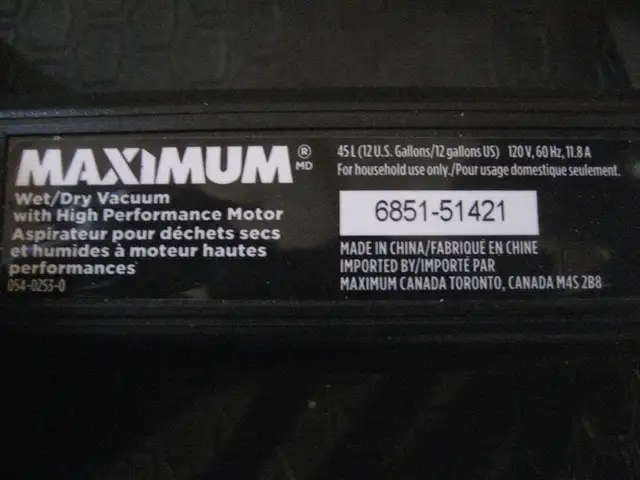 MAXIMUM ® MD
Wet/Dry Vacuum
with High Performance Motor
Aspirateur pour déchets secs
et humides à moteur hautes
performances
054-0253-0
45 L (12 U.S. Gallons/12 gallons US) 120 V, 60 Hz, 11.8 A
For household use only./Pour usage domestique seulement.
6851-51421
MADE IN CHINA/FABRIQUÉ EN CHINE
IMPORTED BY/IMPORTÉ PAR
MAXIMUM CANADA TORONTO, CANADA M4S 2B8